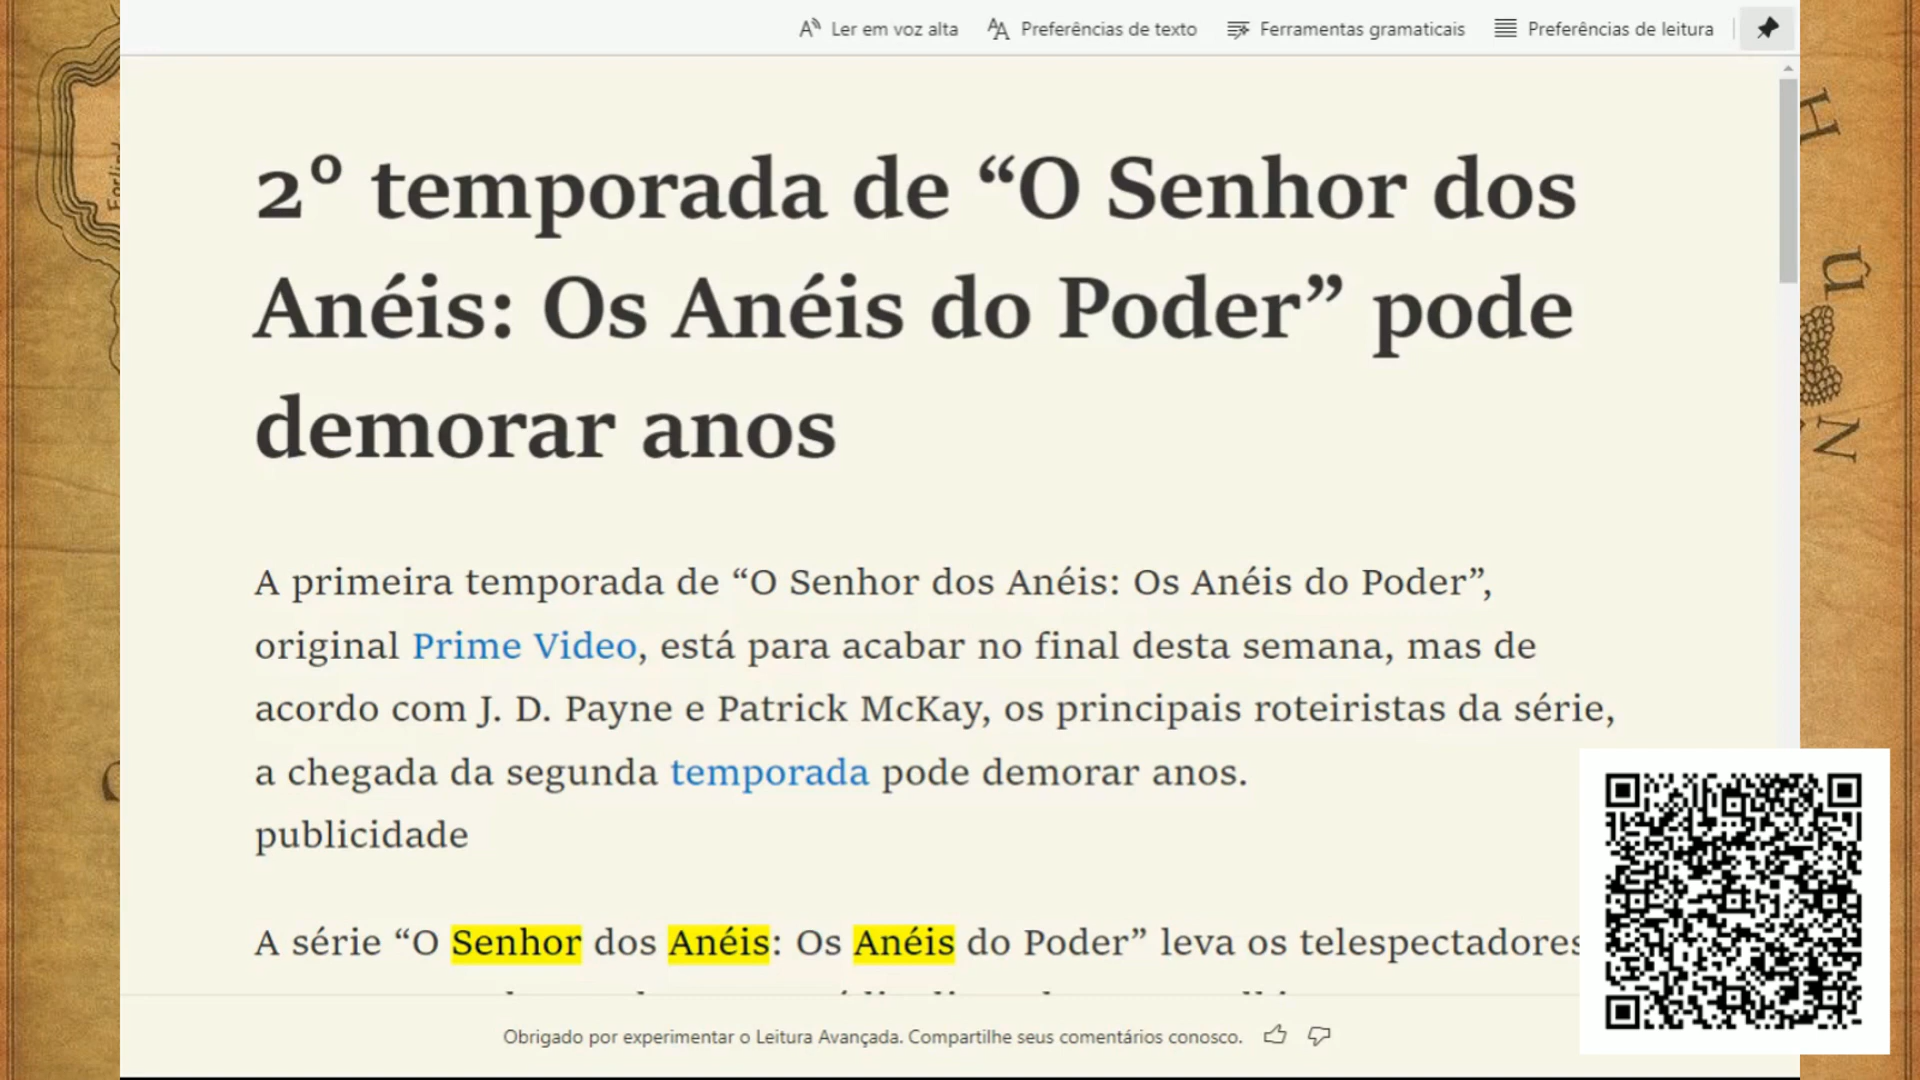 Ler em voz alta Preferências de texto Ferramentas gramaticais Preferências de leitura
2º temporada de “O Senhor dos
Anéis: Os Anéis do Poder” pode
demorar anos
A primeira temporada de “O Senhor dos Anéis: Os Anéis do Poder”,
original Prime Video, está para acabar no final desta semana, mas de
acordo com J. D. Payne e Patrick McKay, os principais roteiristas da série,
a chegada da segunda temporada pode demorar anos.
publicidade
A série “O Senhor dos Anéis: Os Anéis do Poder” leva os telespectadores
Obrigado por experimentar o Leitura Avançada. Compartilhe seus comentários conosco.
H
Û
N